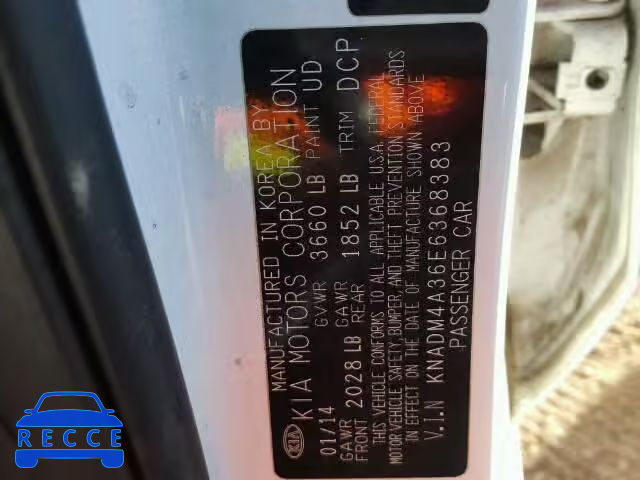 MANUFACTURED IN KOREA BY
KIA MOTORS CORPORATION
KIA
01/14 GVWR 3660 LB PAINT UD
GAWR FRONT 2028 LB GAWR REAR 1852 LB TRIM DCP
THIS VEHICLE CONFORMS TO ALL APPLICABLE U.S.A. FEDERAL
MOTOR VEHICLE SAFETY, BUMPER, AND THEFT PREVENTION STANDARDS
IN EFFECT ON THE DATE OF MANUFACTURE SHOWN ABOVE
V.I.N KNADM4A36E6368383
PASSENGER CAR
RECCE